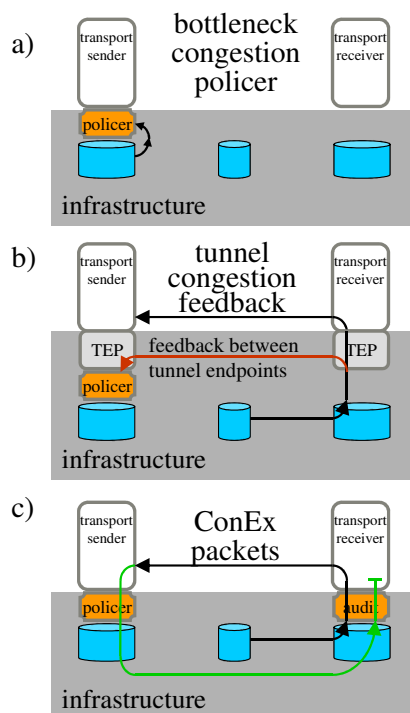 a)
transport
sender
bottleneck
congestion
policer
transport
receiver
policer
infrastructure
b)
transport
sender
tunnel
congestion
feedback
transport
receiver
TEP
feedback between
tunnel endpoints
TEP
policer
infrastructure
c)
transport
sender
ConEx
packets
transport
receiver
policer
audit
infrastructure